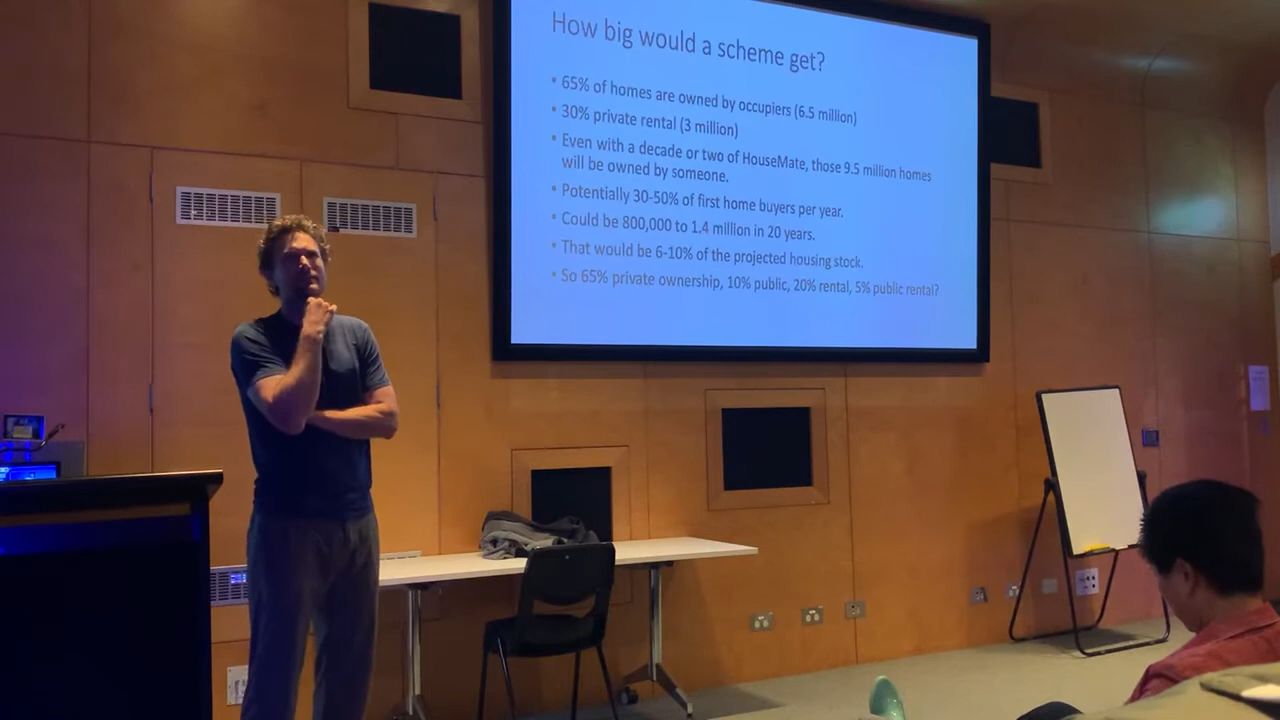 How big would a scheme get?
• 65% of homes are owned by occupiers (6.5 million)
• 30% private rental (3 million)
• Even with a decade or two of HouseMate, those 9.5 million homes
will be owned by someone.
• Potentially 30-50% of first home buyers per year.
• Could be 800,000 to 1.4 million in 20 years.
• That would be 6-10% of the projected housing stock.
• So 65% private ownership, 10% public, 20% rental, 5% public rental?